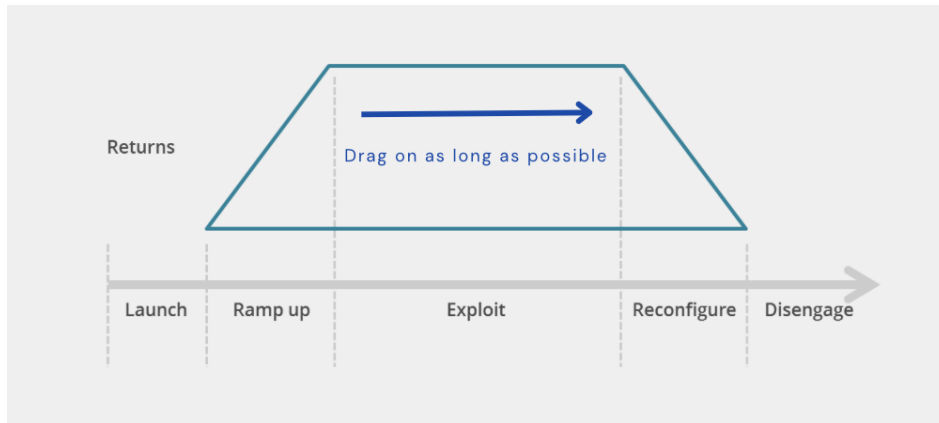 Returns
Drag on as long as possible
Launch
Ramp up
Exploit
Reconfigure
Disengage